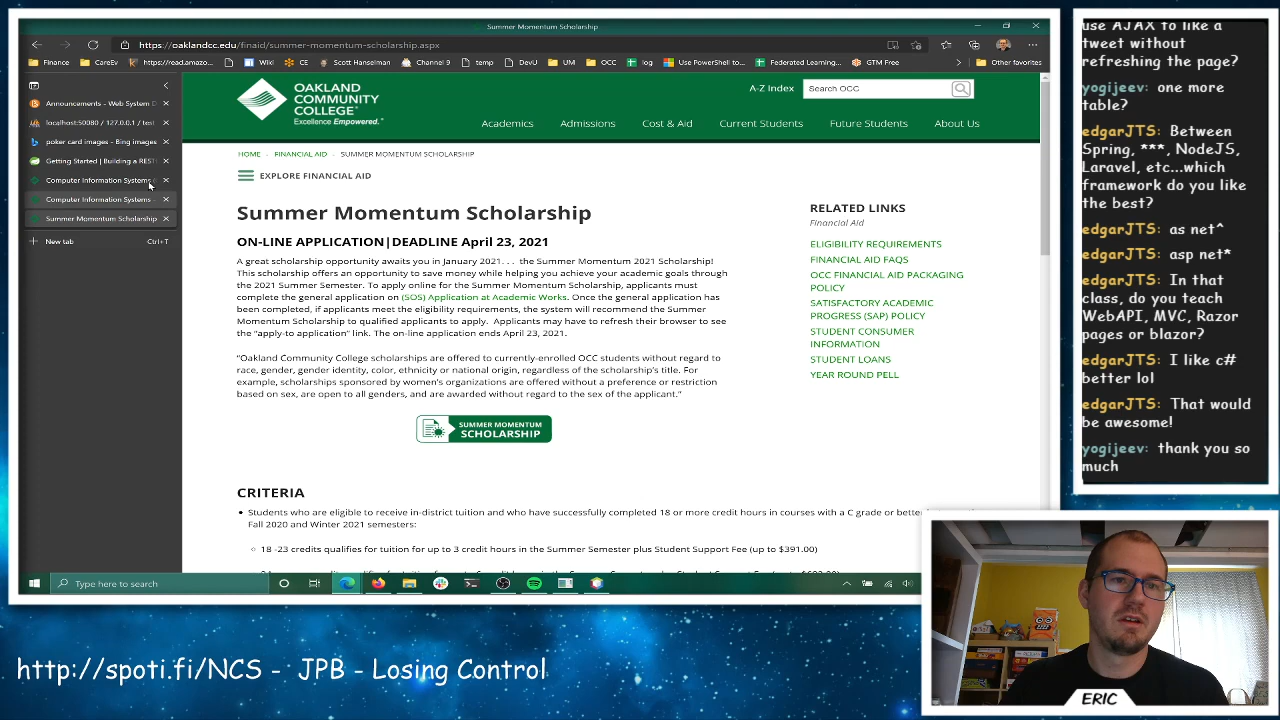 Summer Momentum Scholarship
https://oaklandcc.edu/finaid/summer-momentum-scholarship.aspx
Finance
CareEv
https://read.amazo...
Wiki
CE
Scott Hanselman
Channel 9
temp
DevU
UM
OCC
log
Use PowerShell to...
Federated Learning...
GTM Free
Other favorites
Announcements - Web System D
localhost:50080 / 127.0.0.1 / test
poker card images - Bing images
Getting Started | Building a REST
Computer Information Systems
Computer Information Systems -
Summer Momentum Scholarship
New tab Ctrl+T
OAKLAND
COMMUNITY
COLLEGE
Excellence Empowered.
A-Z Index
Search OCC
Academics
Admissions
Cost & Aid
Current Students
Future Students
About Us
HOME - FINANCIAL AID - SUMMER MOMENTUM SCHOLARSHIP
EXPLORE FINANCIAL AID
Summer Momentum Scholarship
ON-LINE APPLICATION|DEADLINE April 23, 2021
A great scholarship opportunity awaits you in January 2021. . . the Summer Momentum 2021 Scholarship!
This scholarship offers an opportunity to save money while helping you achieve your academic goals through
the 2021 Summer Semester. To apply online for the Summer Momentum Scholarship, applicants must
complete the general application on (SOS) Application at Academic Works. Once the general application has
been completed, if applicants meet the eligibility requirements, the system will recommend the Summer
Momentum Scholarship to qualified applicants to apply. Applicants may have to refresh their browser to see
the "apply-to application" link. The on-line application ends April 23, 2021.
"Oakland Community College scholarships are offered to currently-enrolled OCC students without regard to
race, gender, gender identity, color, ethnicity or national origin, regardless of the scholarship's title. For
example, scholarships sponsored by women's organizations are offered without a preference or restriction
based on sex, are open to all genders, and are awarded without regard to the sex of the applicant."
SUMMER MOMENTUM
SCHOLARSHIP
CRITERIA
Students who are eligible to receive in-district tuition and who have successfully completed 18 or more credit hours in courses with a C grade or better
Fall 2020 and Winter 2021 semesters:
18 -23 credits qualifies for tuition for up to 3 credit hours in the Summer Semester plus Student Support Fee (up to $391.00)
RELATED LINKS
Financial Aid
ELIGIBILITY REQUIREMENTS
FINANCIAL AID FAQS
OCC FINANCIAL AID PACKAGING
POLICY
SATISFACTORY ACADEMIC
PROGRESS (SAP) POLICY
STUDENT CONSUMER
INFORMATION
STUDENT LOANS
YEAR ROUND PELL
Type here to search
use AJAX to like a
tweet without
refreshing the page?
yogijeev: one more
table?
edgarJTS: Between
Spring, ***, NodeJS,
Laravel, etc...which
framework do you like
the best?
edgarJTS: as net^
edgarJTS: asp net*
edgarJTS: In that
class, do you teach
WebAPI, MVC, Razor
pages or blazor?
edgarJTS: I like c#
better lol
edgarJTS: That would
be awesome!
yogijeev: thank you so
much
ERIC
http://spoti.fi/NCS - JPB - Losing Control